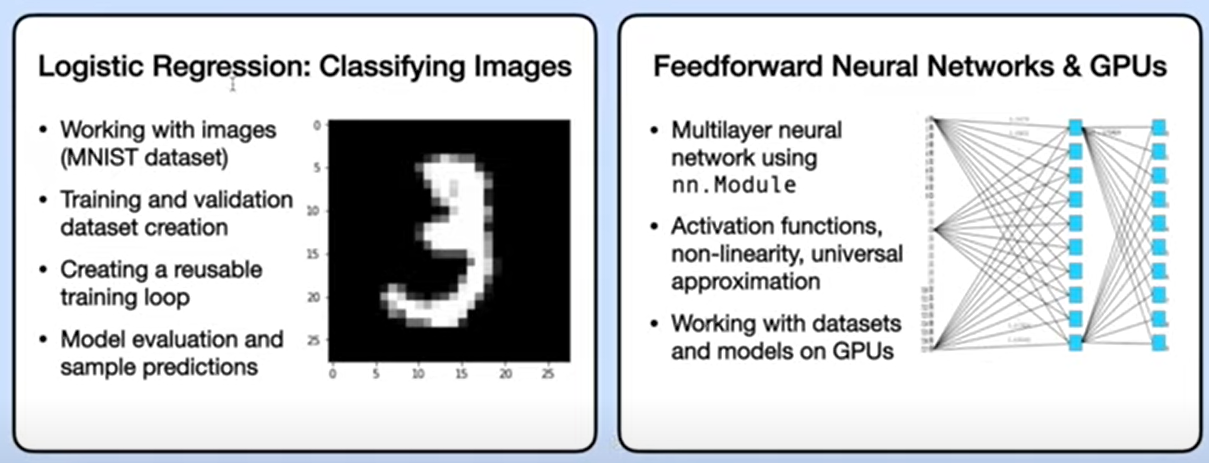 Logistic Regression: Classifying Images
• Working with images
(MNIST dataset)
• Training and validation
dataset creation
• Creating a reusable
training loop
• Model evaluation and
sample predictions
0
5
10
15
20
25
0 5 10 15 20 25
Feedforward Neural Networks & GPUs
• Multilayer neural
network using
nn.Module
• Activation functions,
non-linearity, universal
approximation
• Working with datasets
and models on GPUs